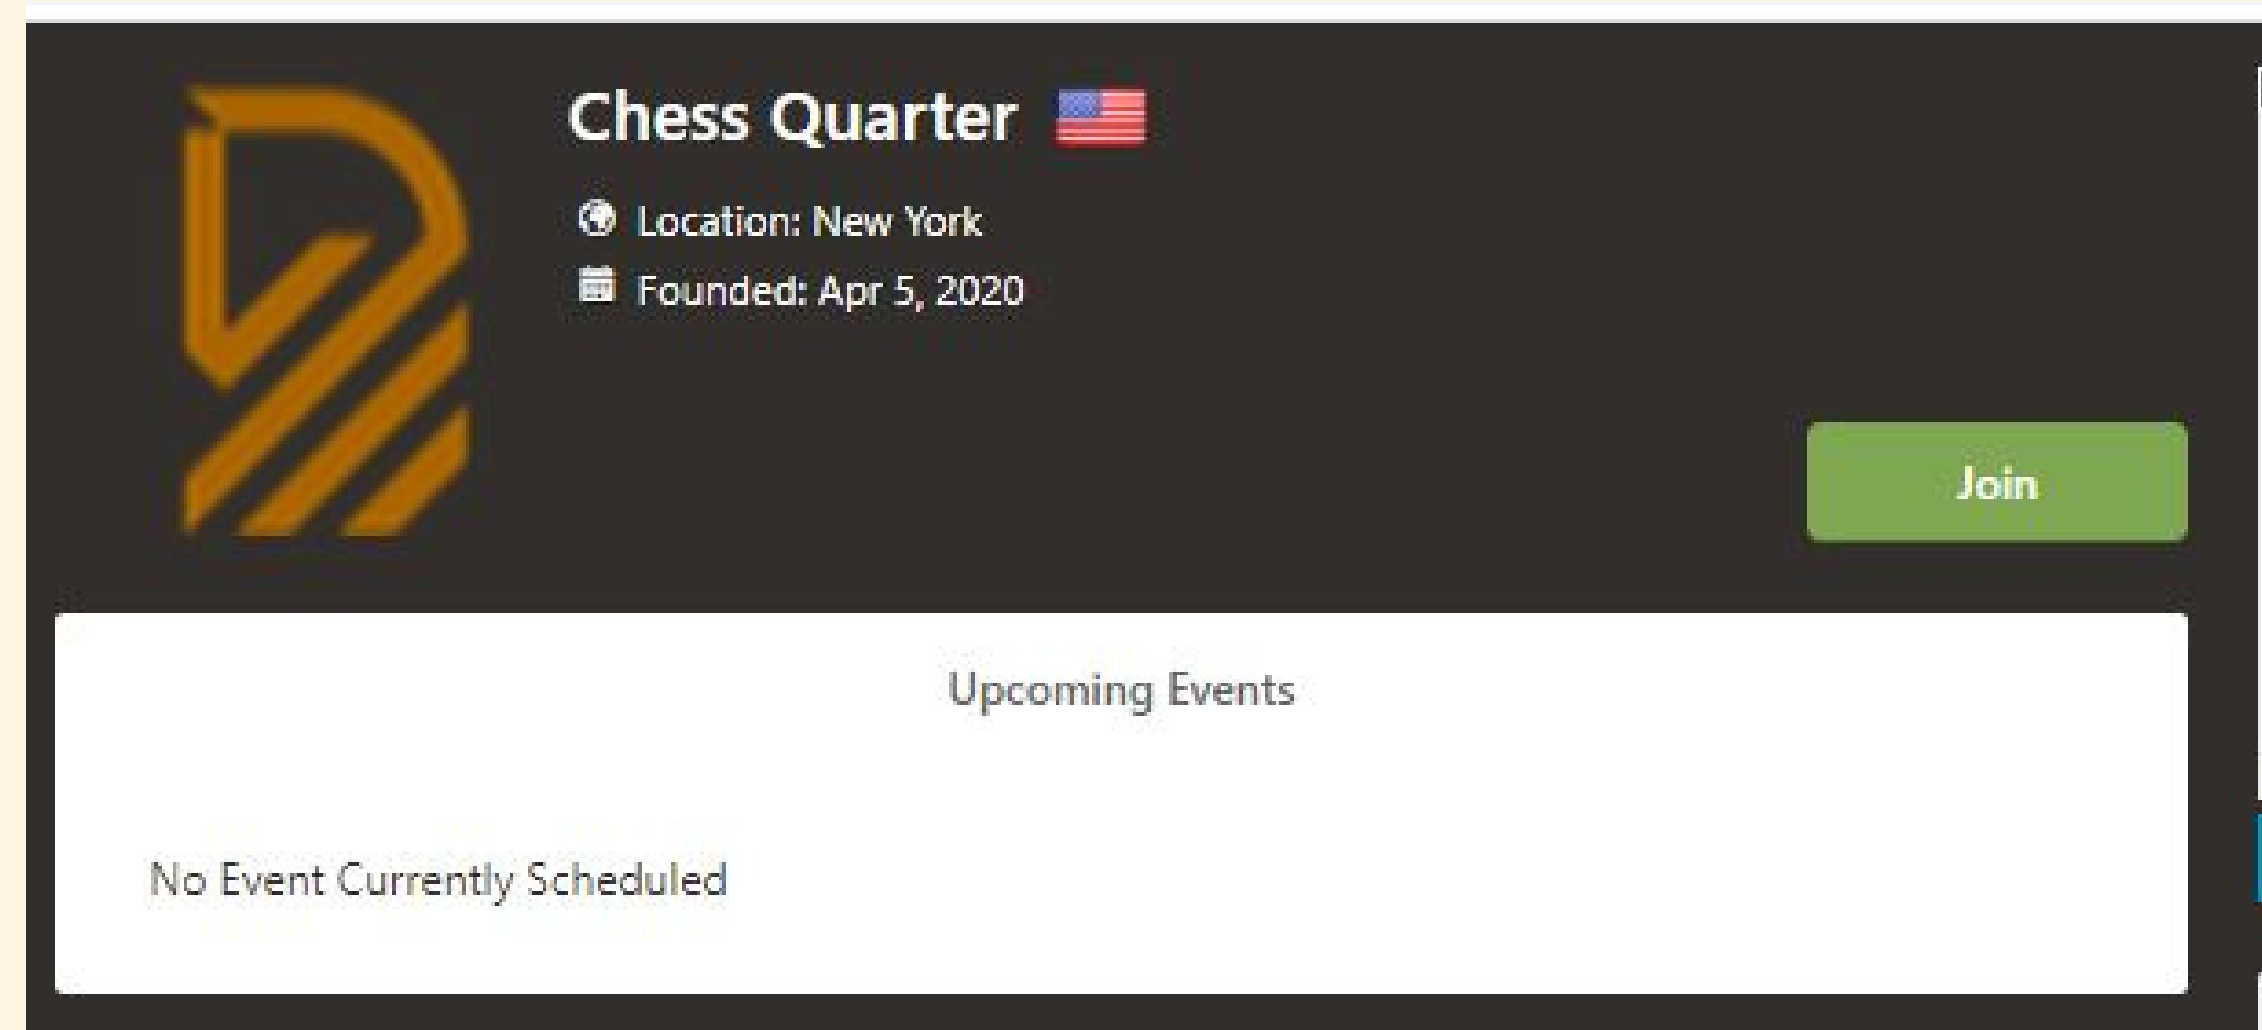 Chess Quarter
Location: New York
Founded: Apr 5, 2020
Join
Upcoming Events
No Event Currently Scheduled